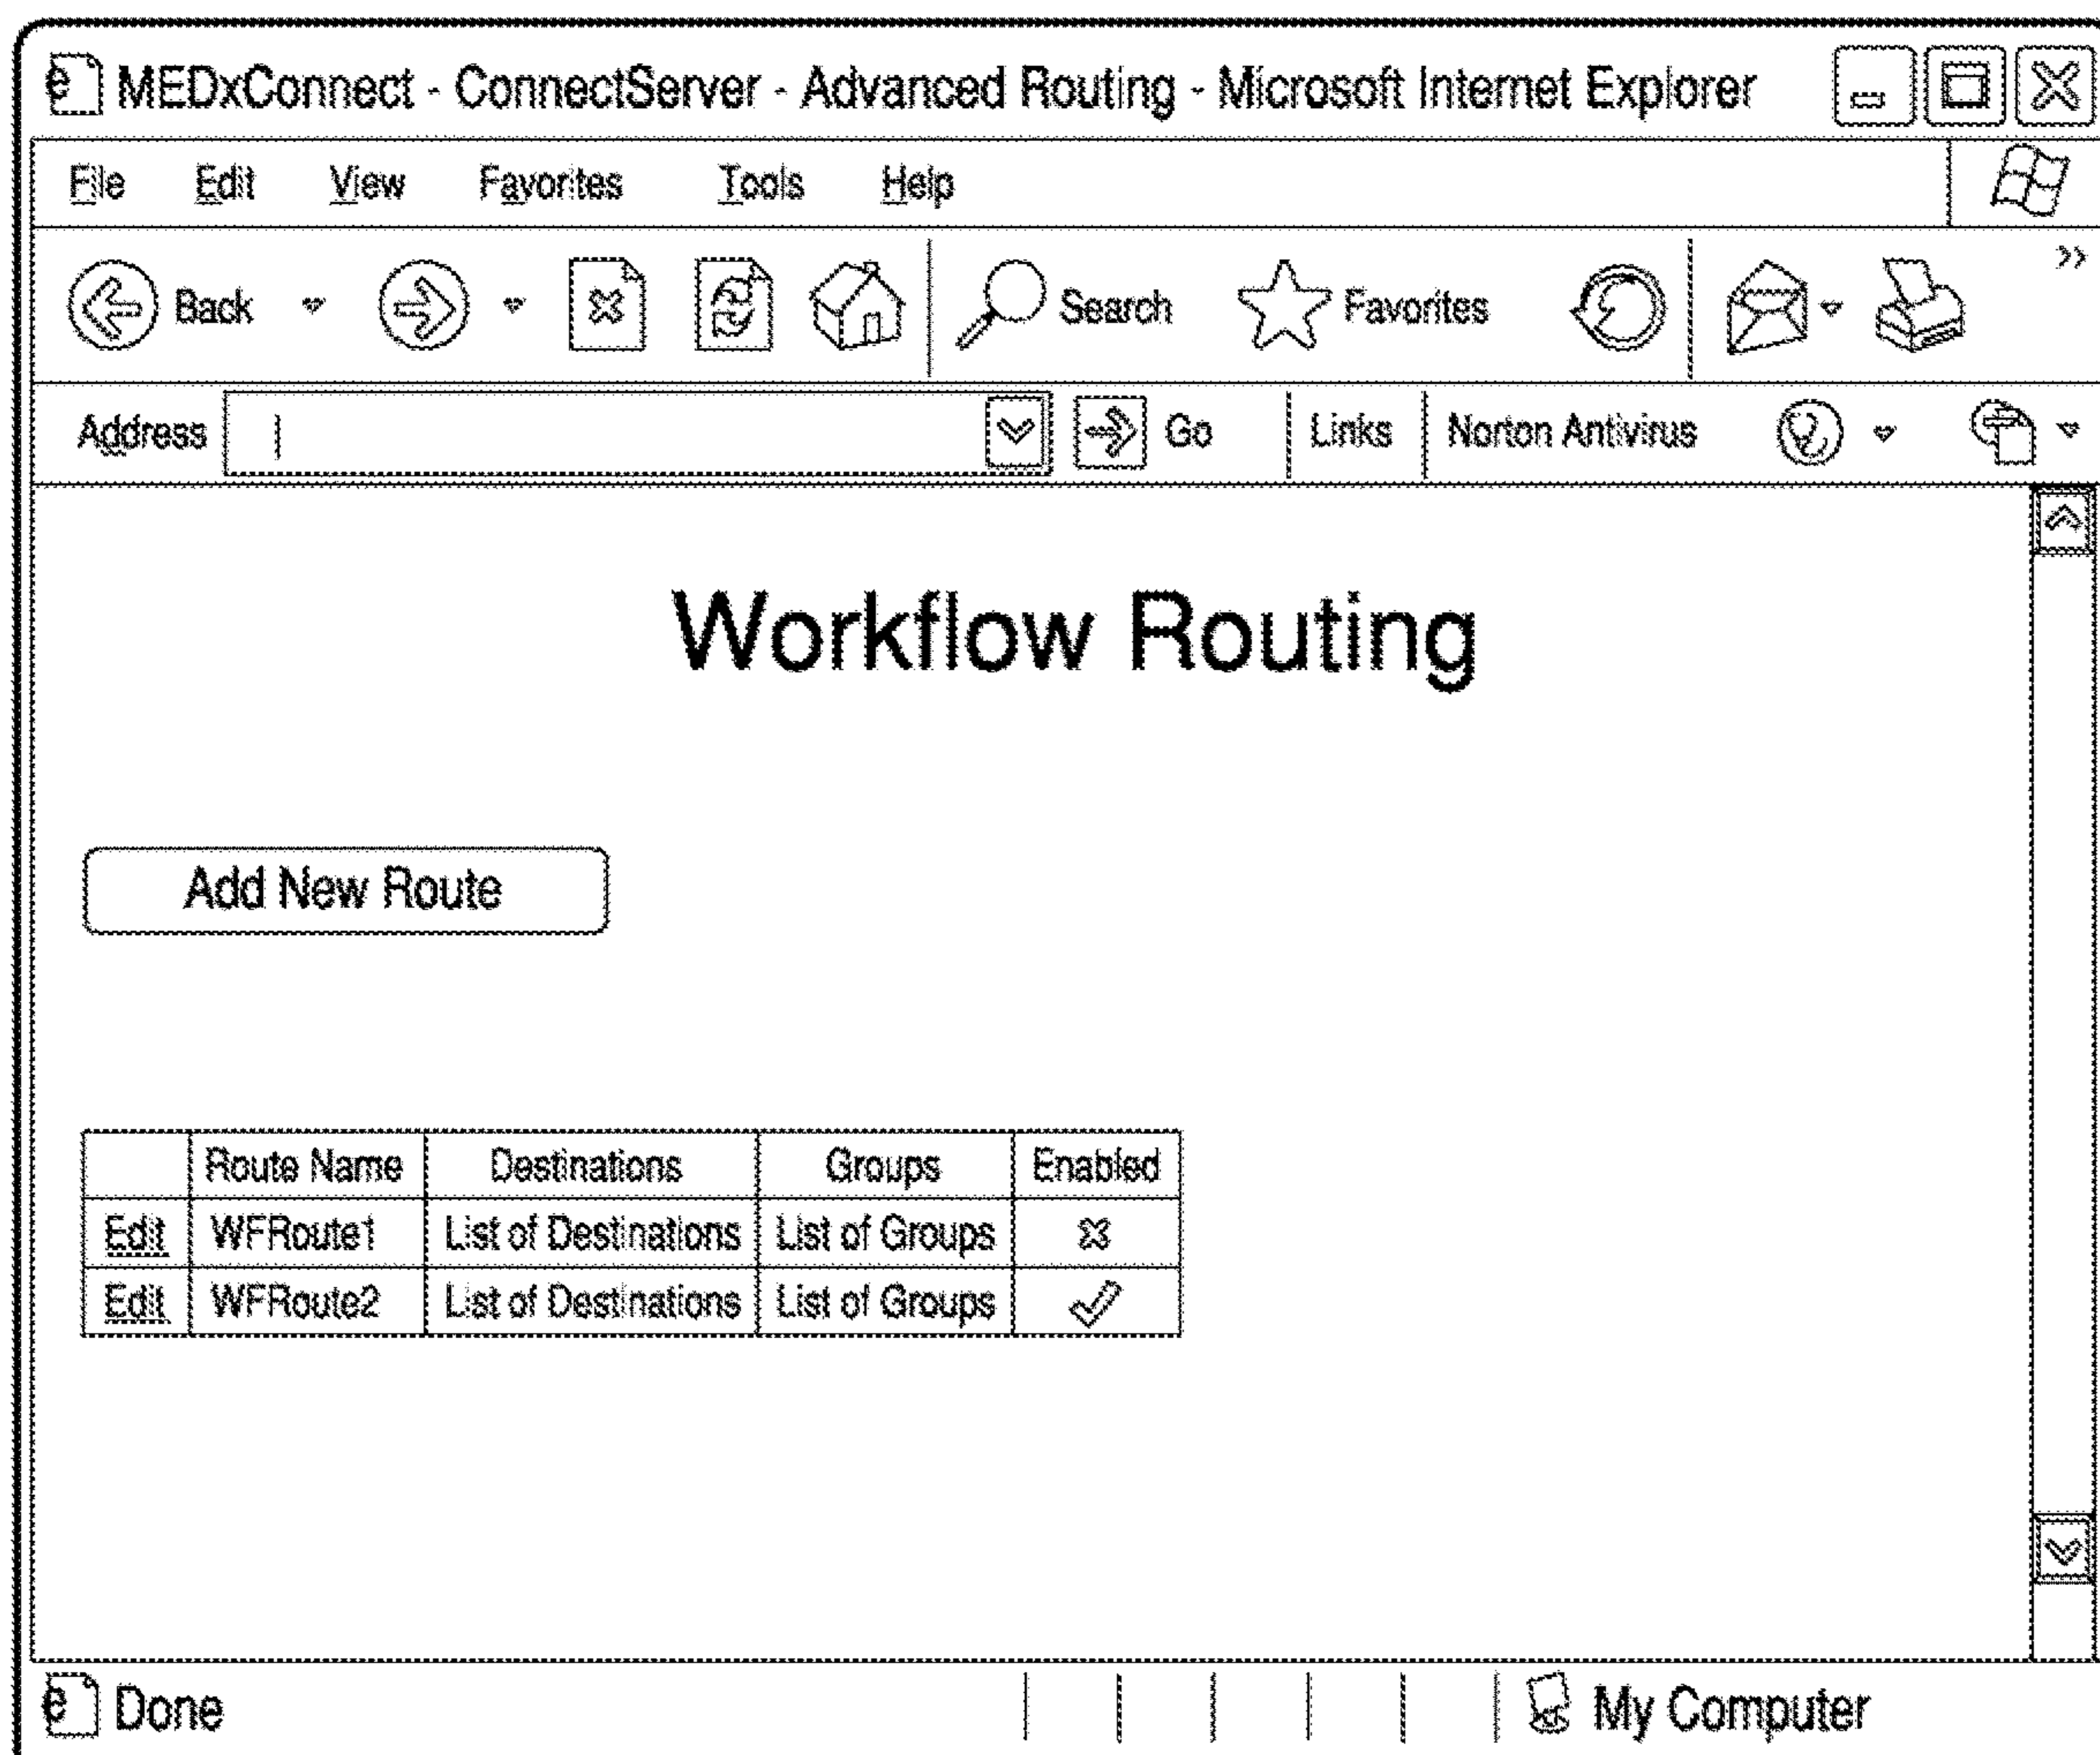 MEDxConnect - ConnectServer - Advanced Routing - Microsoft Internet Explorer
File Edit View Favorites Tools Help
Back Search Favorites »
Address Go Links Norton Antivirus
Workflow Routing
Add New Route
Route Name Destinations Groups Enabled
Edit WFRoute1 List of Destinations List of Groups
Edit WFRoute2 List of Destinations List of Groups
Done My Computer